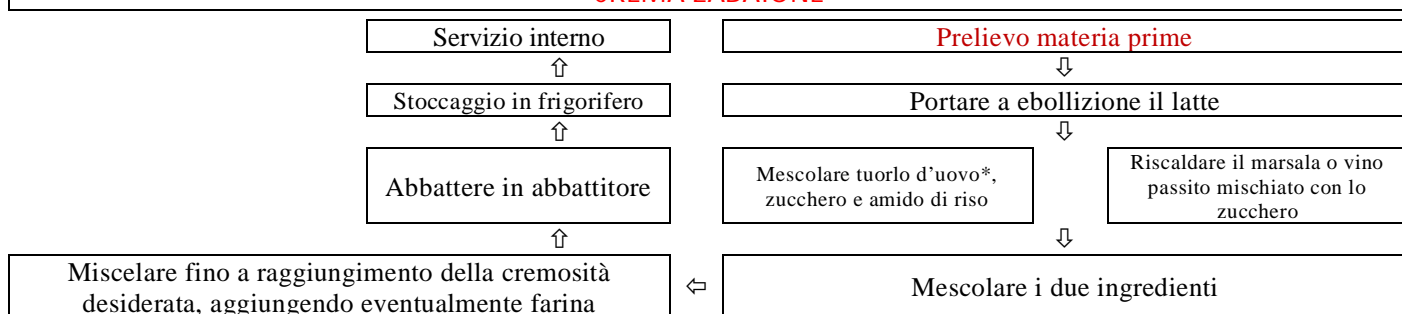 Servizio interno
Prelievo materia prime
Stoccaggio in frigorifero
Portare a ebollizione il latte
Abbattere in abbattitore
Mescolare tuorlo d'uovo*,
zucchero e amido di riso
Riscaldare il marsala o vino
passito mischiato con lo
zucchero
Miscelare fino a raggiungimento della cremosità
desiderata, aggiungendo eventualmente farina
Mescolare i due ingredienti